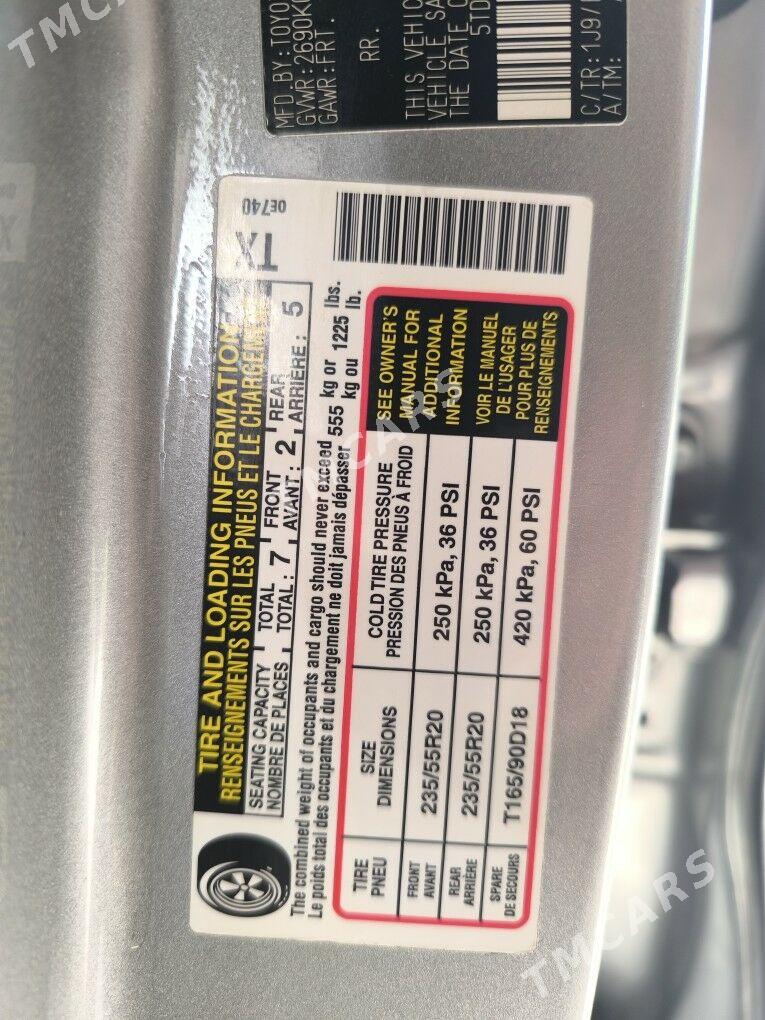 MFD.BY:TOYO
GVWR:2690K
GAWR:FRT.
RR.
THIS VEHIC
VEHICLE SA
THE DATE O
5TD
C/TR:1J9/
A/TM:
0E740
TX
TIRE AND LOADING INFORMATION
RENSEIGNEMENTS SUR LES PNEUS ET LE CHARGEMENT
SEATING CAPACITY TOTAL FRONT REAR
NOMBRE DE PLACES TOTAL: 7 AVANT: 2 ARRIÈRE: 5
The combined weight of occupants and cargo should never exceed 555 kg or 1225 lbs.
Le poids total des occupants et du chargement ne doit jamais dépasser 555 kg ou 1225 lb.
TIRE PNEU
SIZE DIMENSIONS
COLD TIRE PRESSURE PRESSION DES PNEUS À FROID
FRONT AVANT 235/55R20 250 kPa, 36 PSI
REAR ARRIÈRE 235/55R20 250 kPa, 36 PSI
SPARE DE SECOURS T165/90D18 420 kPa, 60 PSI
SEE OWNER'S
MANUAL FOR
ADDITIONAL
INFORMATION
VOIR LE MANUEL
DE L'USAGER
POUR PLUS DE
RENSEIGNEMENTS
TMCARS
TMCARS